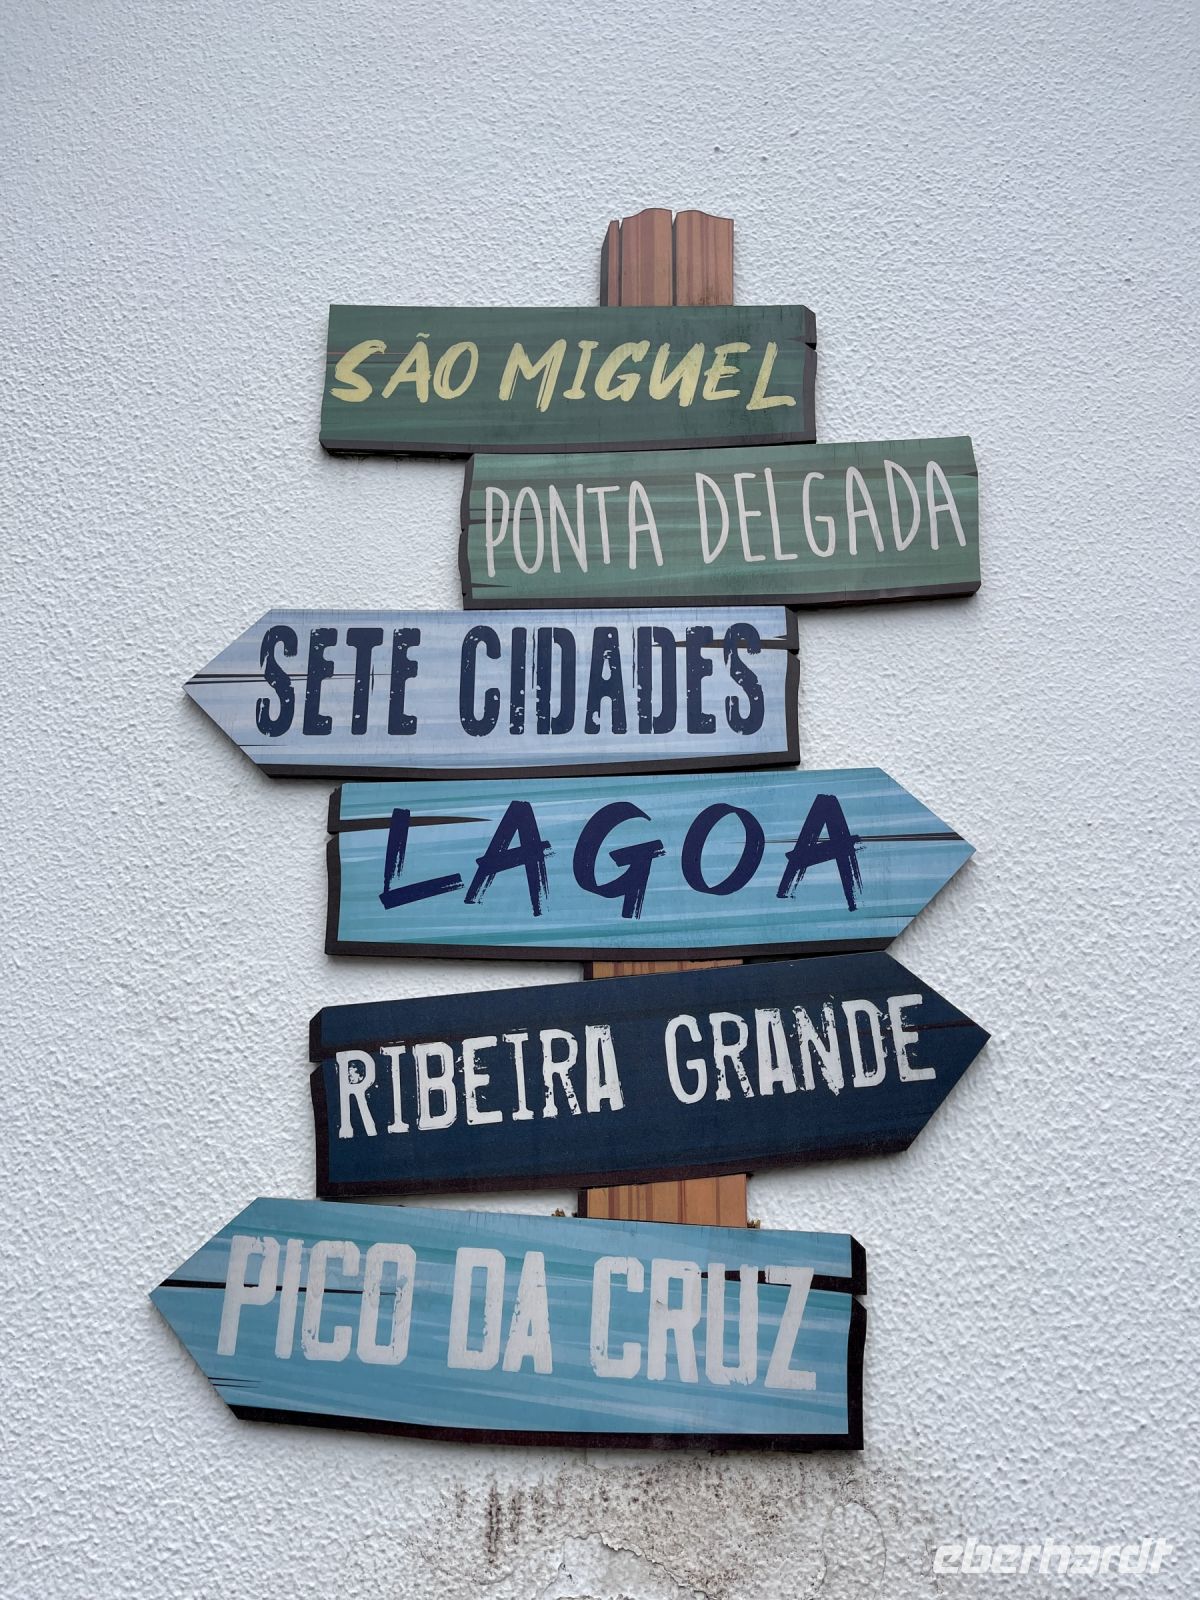 SÃO MIGUEL
PONTA DELGADA
SETE CIDADES
LAGOA
RIBEIRA GRANDE
PICO DA CRUZ
eberhardt